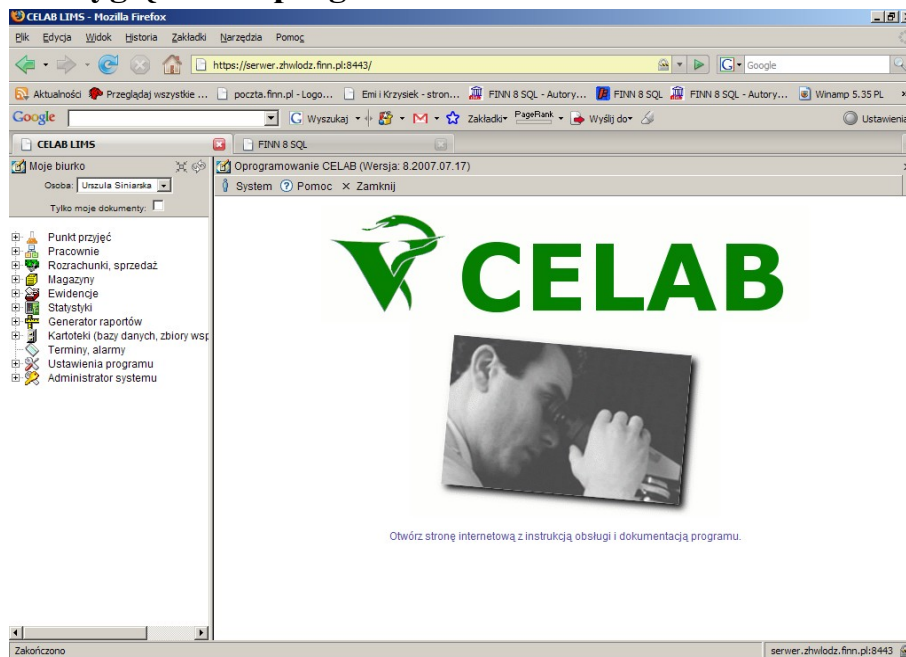 CELAB LIMS - Mozilla Firefox
Plik Edycja Widok Historia Zakładki Narzędzia Pomoc
https://serwer.zhwlodz.finn.pl:8443/ Google
Aktualności Przeglądaj wszystkie ... poczta.finn.pl - Logo... Emi i Krzysiek - stron... FINN 8 SQL - Autory... FINN 8 SQL FINN 8 SQL - Autory... Winamp 5.35 PL
Google Wyszukaj Zakładki PageRank Wyślij do Ustawienia
CELAB LIMS FINN 8 SQL
Moje biurko Oprogramowanie CELAB (Wersja: 8.2007.07.17)
Osoba: Urszula Siniarska System Pomoc Zamknij
Tylko moje dokumenty:
Punkt przyjęć
Pracownie
Rozrachunki, sprzedaż
Magazyny
Ewidencje
Statystyki
Generator raportów
Kartoteki (bazy danych, zbiory wsp
Terminy, alarmy
Ustawienia programu
Administrator systemu
CELAB
Otwórz stronę internetową z instrukcją obsługi i dokumentacją programu.
Zakończono serwer.zhwlodz.finn.pl:8443